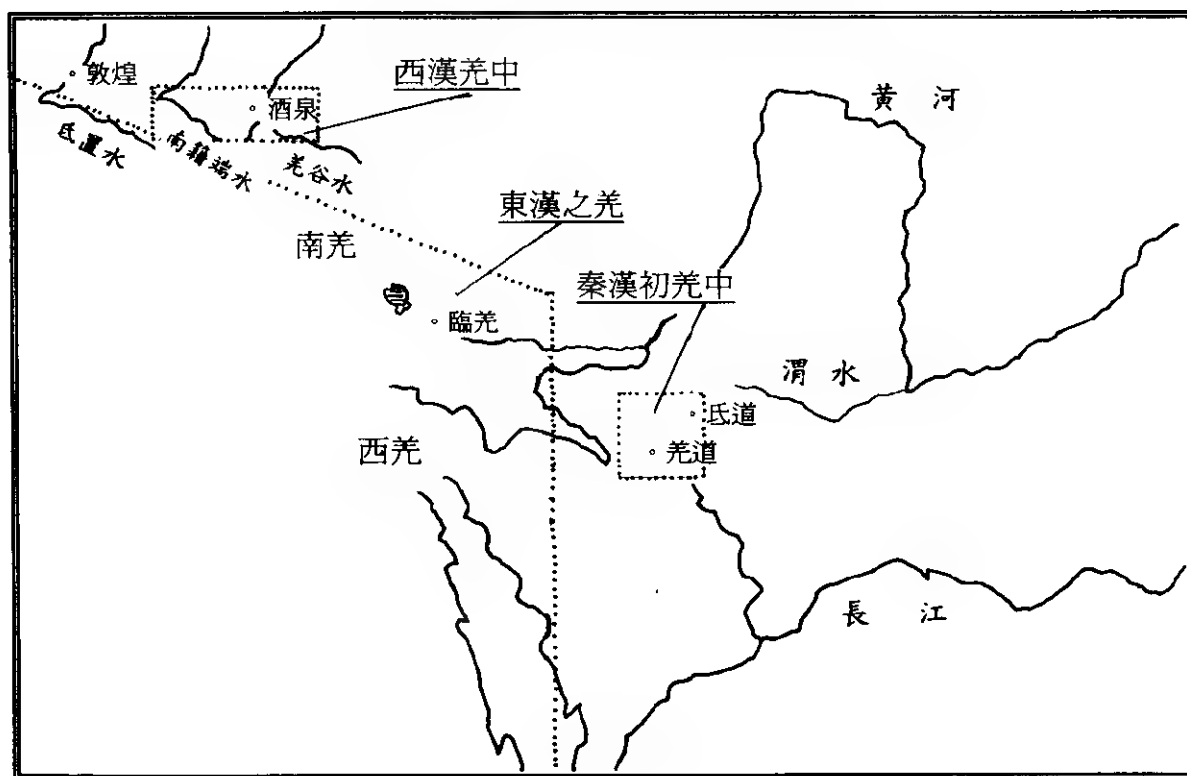 敦煌
酒泉
西漢羌中
氐置水
南籍端水
羌谷水
黃河
東漢之羌
南羌
秦漢初羌中
臨羌
渭水
氐道
羌道
西羌
長江